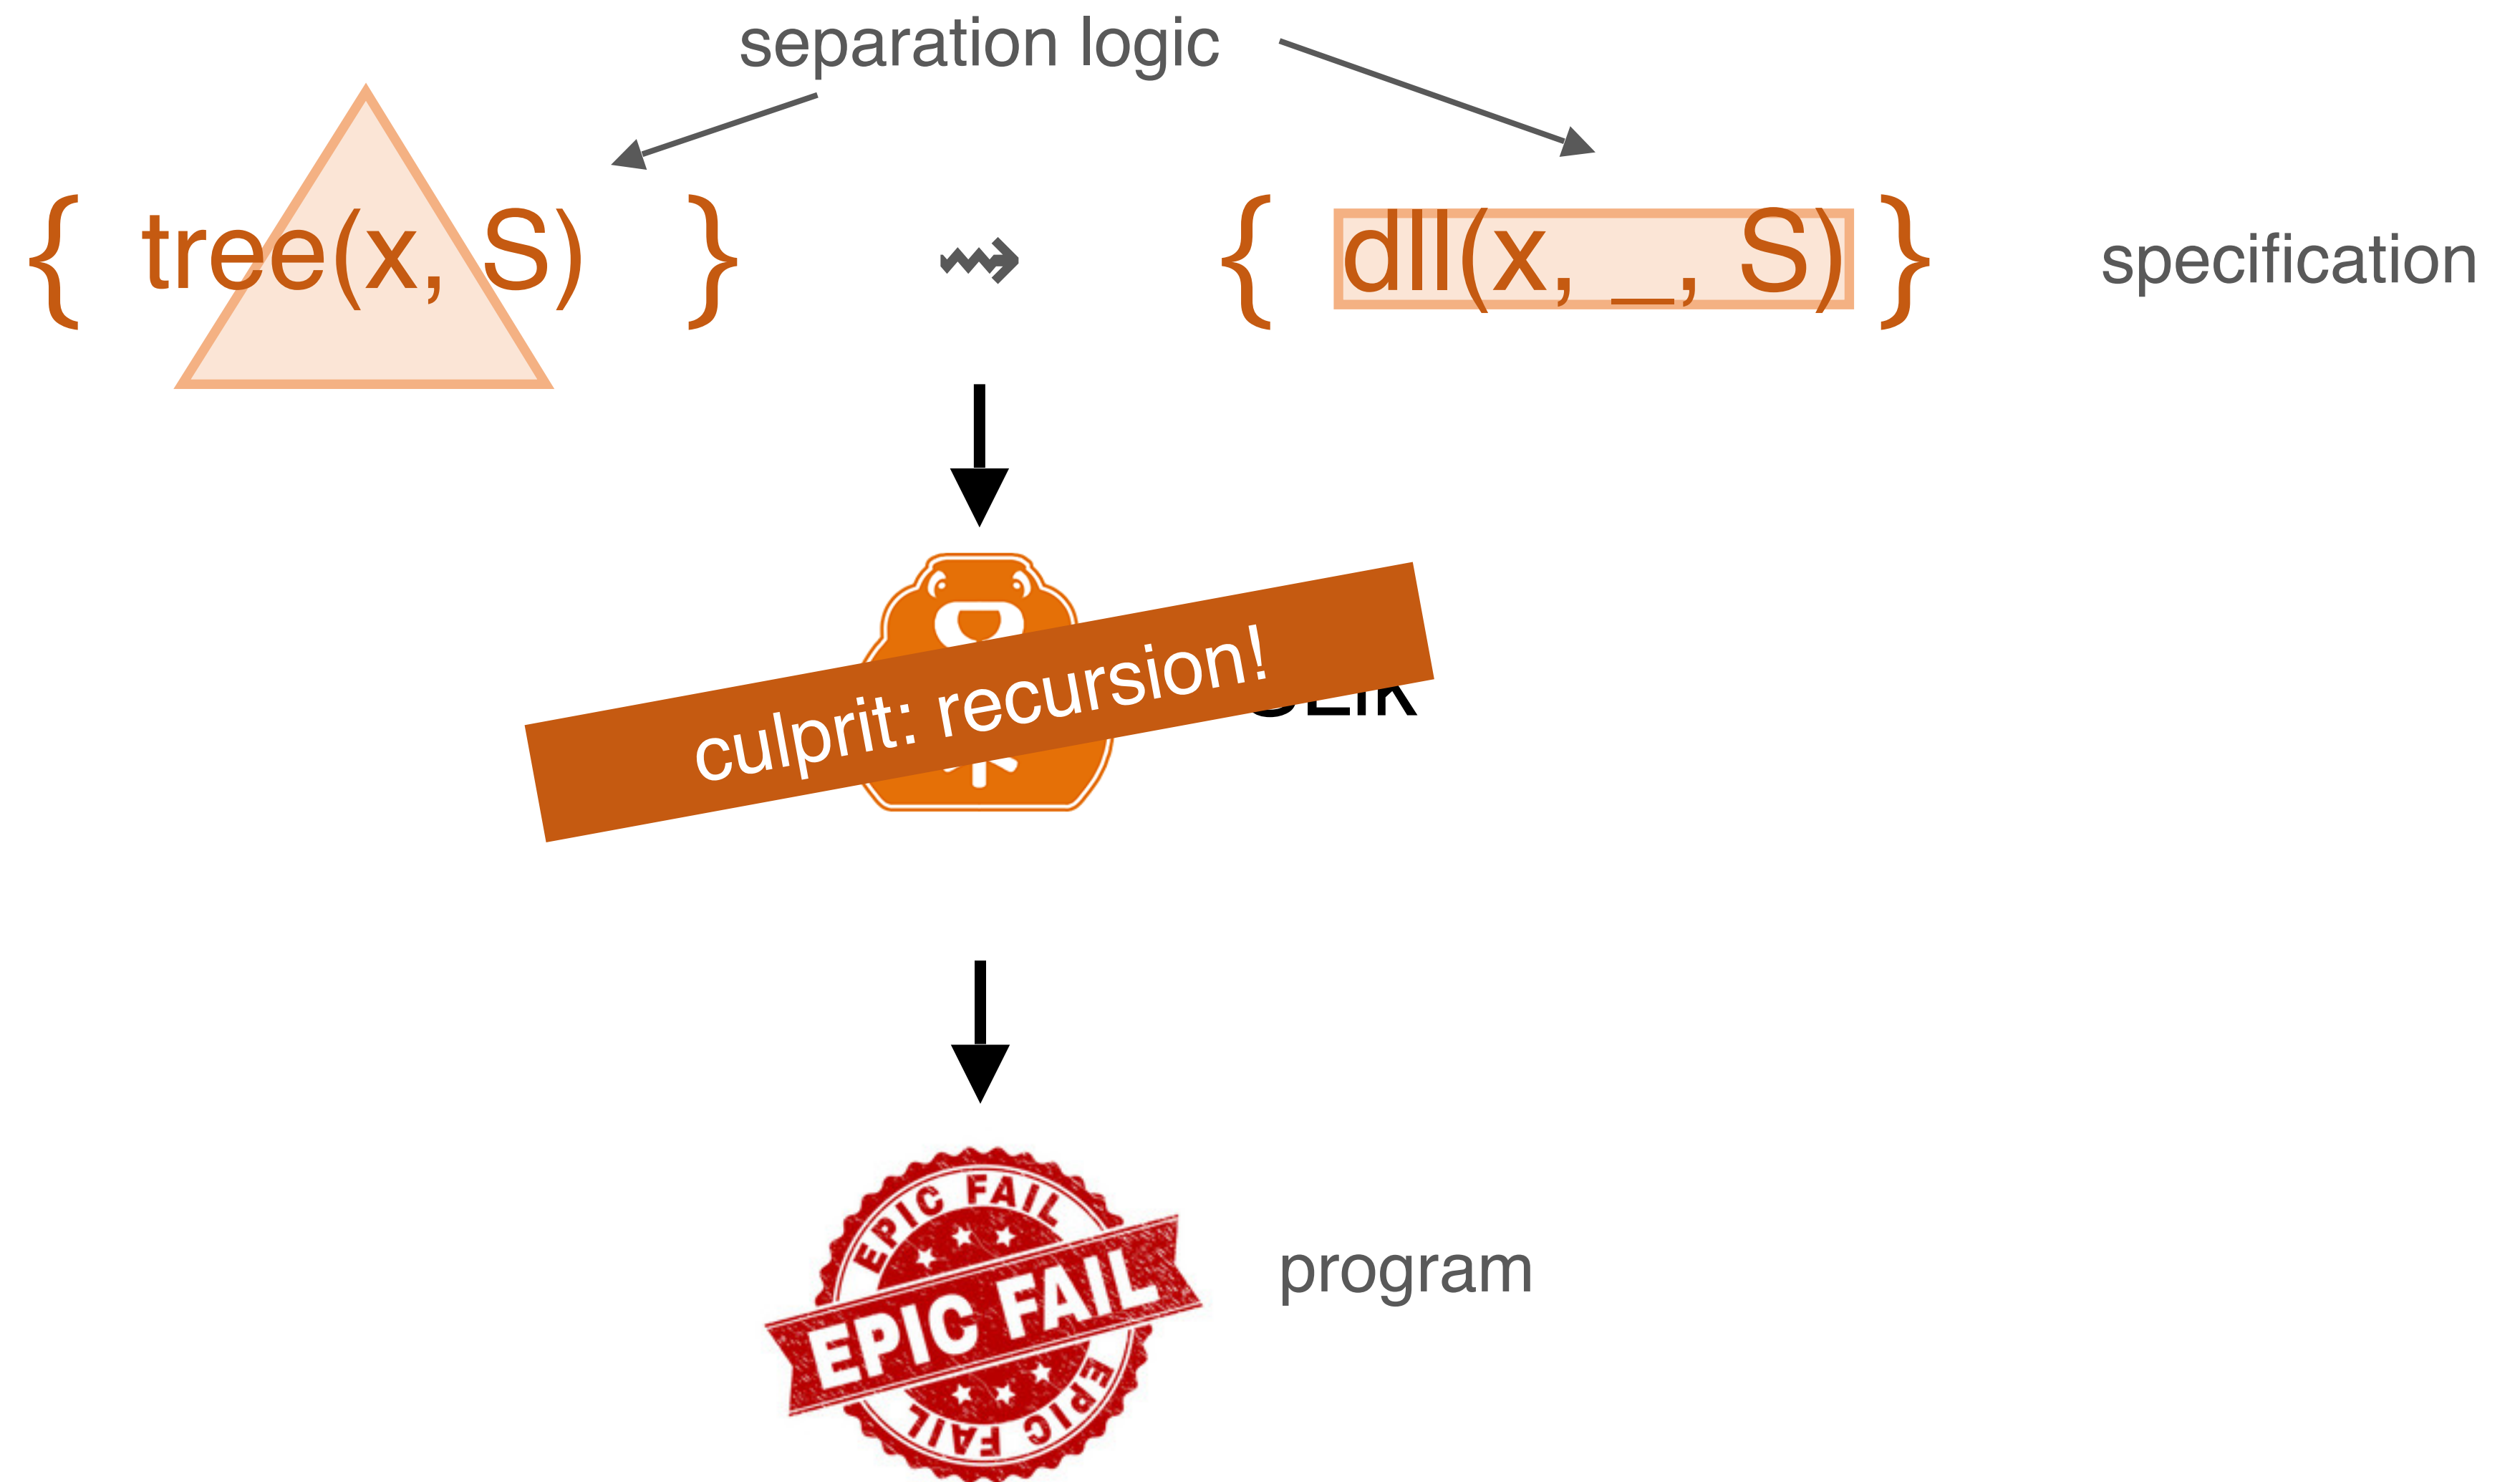 separation logic
{ tree(x, S) } { dll(x, _, S) } specification
culprit: recursion!
EPIC FAIL
EPIC FAIL
EPIC FAIL
program